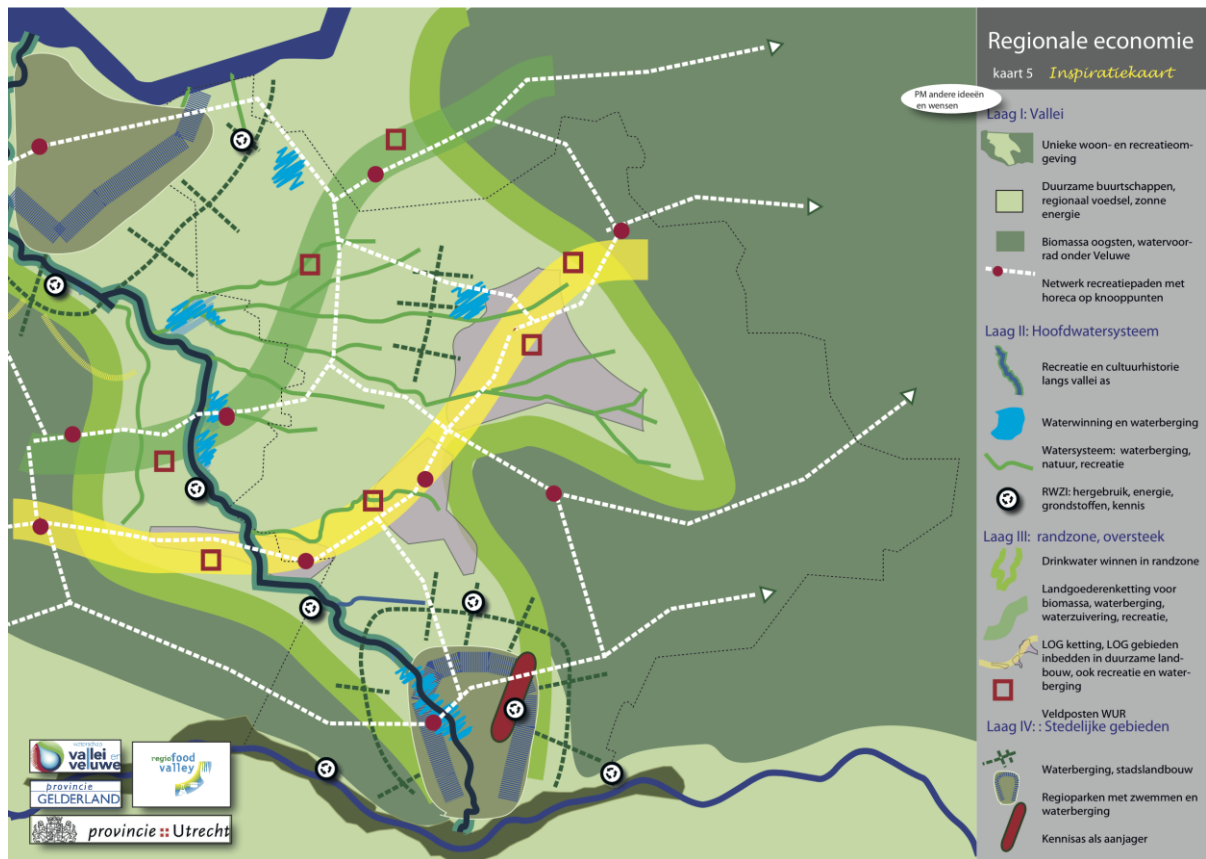 Regionale economie
kaart 5 Inspiratiekaart
PM andere ideeën
en wensen
Laag I: Vallei
Unieke woon- en recreatieom-
geving
Duurzame buurtschappen,
regionaal voedsel, zonne
energie
Biomassa oogsten, watervoor-
rad onder Veluwe
Netwerk recreatiepaden met
horeca op knooppunten
Laag II: Hoofdwatersysteem
Recreatie en cultuurhistorie
langs vallei as
Waterwinning en waterberging
Watersysteem: waterberging,
natuur, recreatie
RWZI: hergebruik, energie,
grondstoffen, kennis
Laag III: randzone, oversteek
Drinkwater winnen in randzone
Landgoederenketting voor
biomassa, waterberging,
waterzuivering, recreatie,
LOG ketting, LOG gebieden
inbedden in duurzame land-
bouw, ook recreatie en water-
berging
Veldposten WUR
Laag IV: : Stedelijke gebieden
Waterberging, stadslandbouw
Regioparken met zwemmen en
waterberging
Kennisas als aanjager
waterschap
vallei en
veluwe
regio food
valley
provincie
GELDERLAND
provincie :: Utrecht